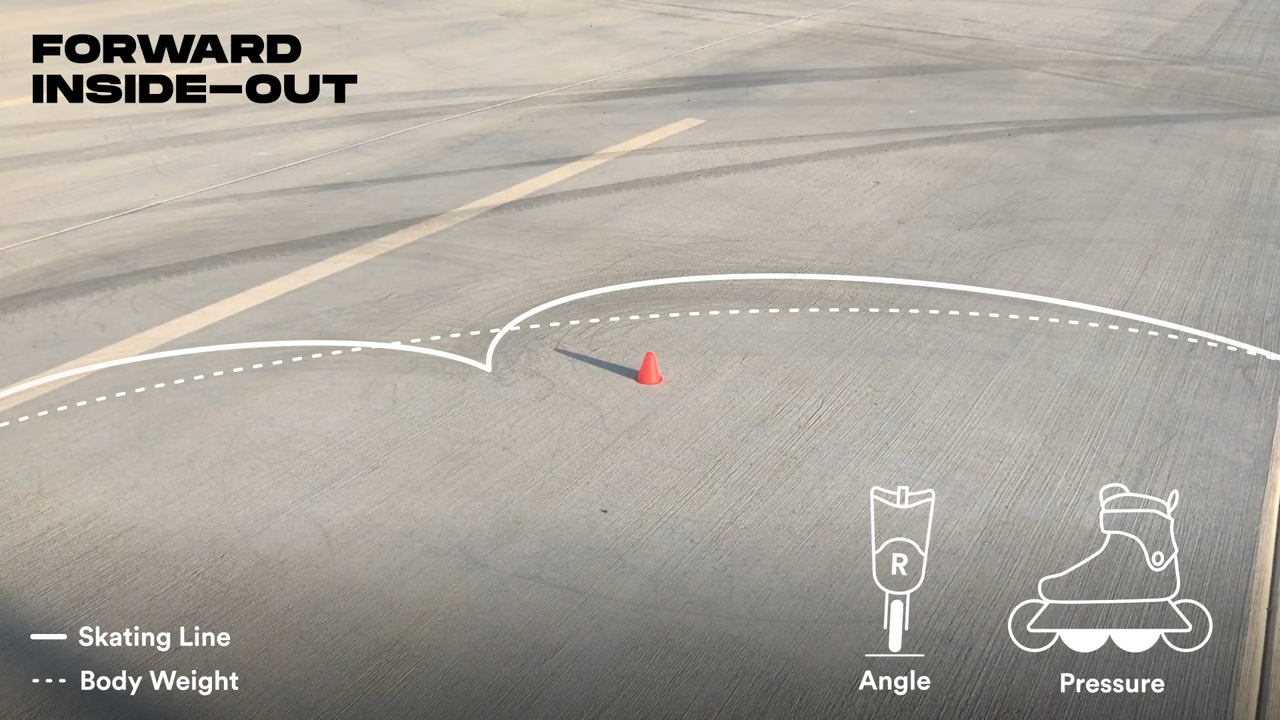 FORWARD
INSIDE–OUT
R
Skating Line
Body Weight
Angle
Pressure